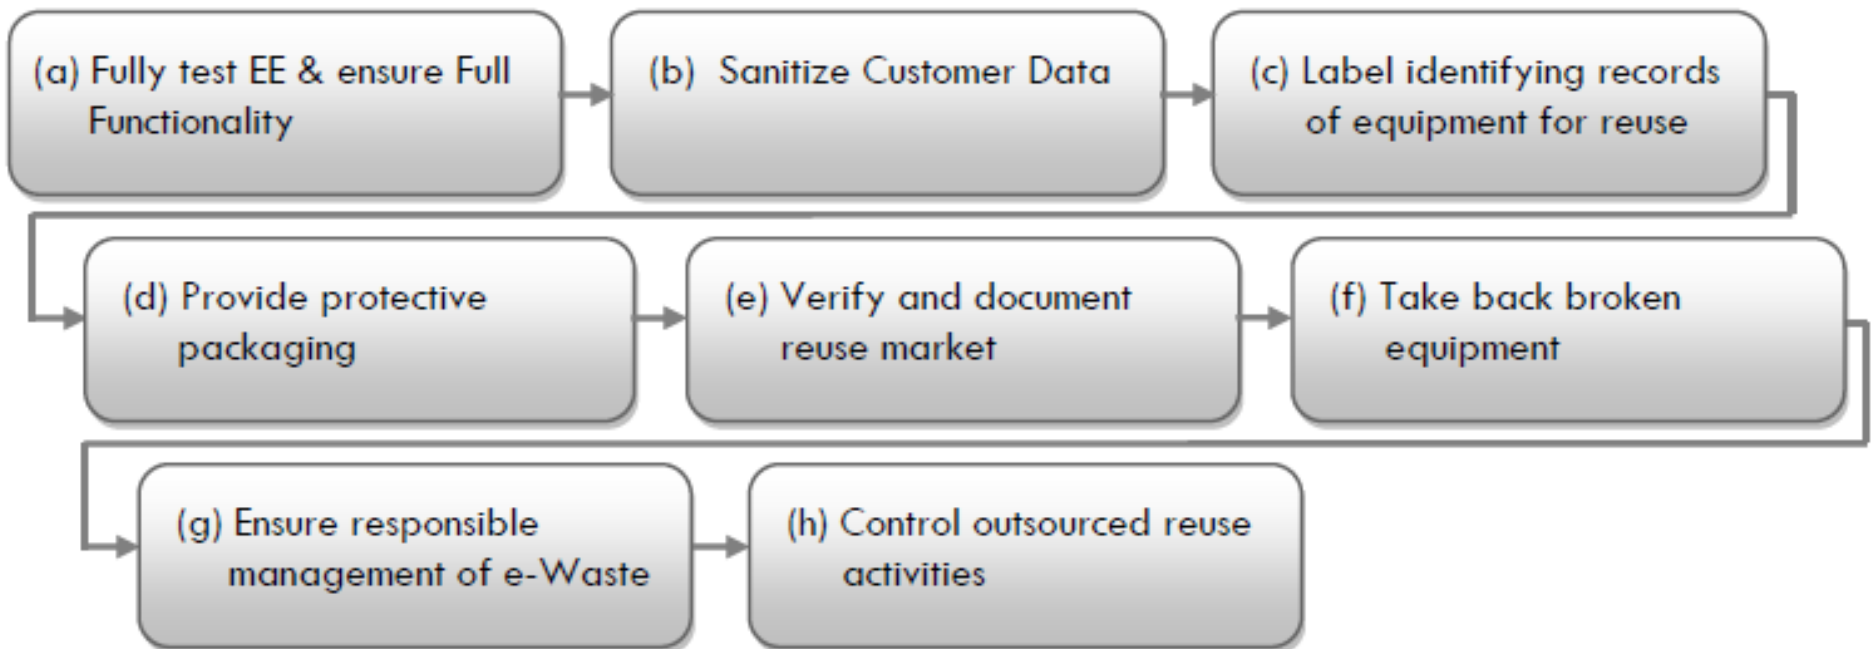 (a) Fully test EE & ensure Full
Functionality
(b) Sanitize Customer Data
(c) Label identifying records
of equipment for reuse
(d) Provide protective
packaging
(e) Verify and document
reuse market
(f) Take back broken
equipment
(g) Ensure responsible
management of e-Waste
(h) Control outsourced reuse
activities